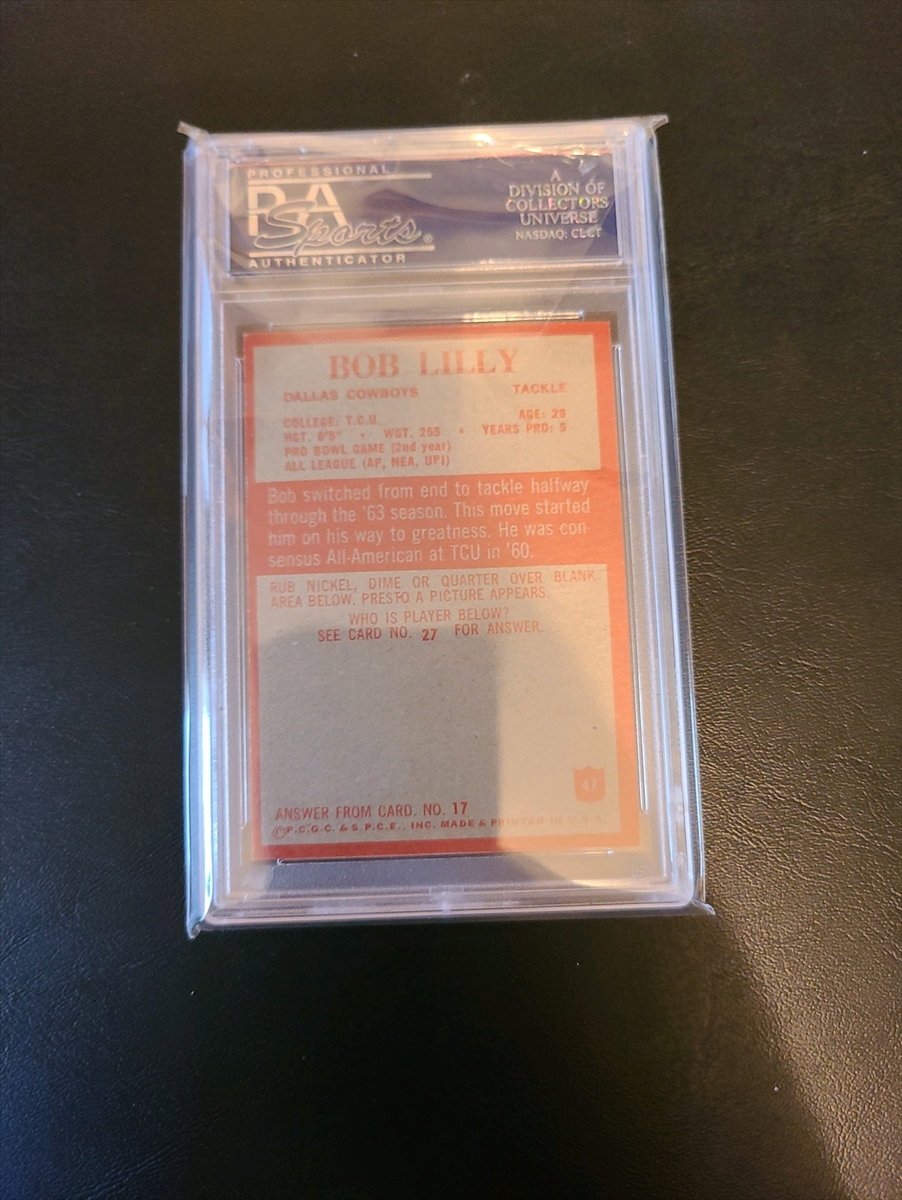 PROFESSIONAL
PSA
Sports®
AUTHENTICATOR
A
DIVISION OF
COLLECTORS
UNIVERSE
NASDAQ: CLCT
BOB LILLY
DALLAS COWBOYS TACKLE
COLLEGE: T.C.U. AGE: 26
HGT. 6'5" • WGT. 255 • YEARS PRO: 5
PRO BOWL GAME (2nd year)
ALL LEAGUE (AP, NEA, UPI)
Bob switched from end to tackle halfway
through the '63 season. This move started
him on his way to greatness. He was con-
sensus All-American at TCU in '60.
RUB NICKEL, DIME OR QUARTER OVER BLANK
AREA BELOW. PRESTO A PICTURE APPEARS.
WHO IS PLAYER BELOW?
SEE CARD NO. 27 FOR ANSWER.
47
ANSWER FROM CARD. NO. 17
©P.C.G.C. & S.P.C.E., INC. MADE & PRINTED IN U.S.A.